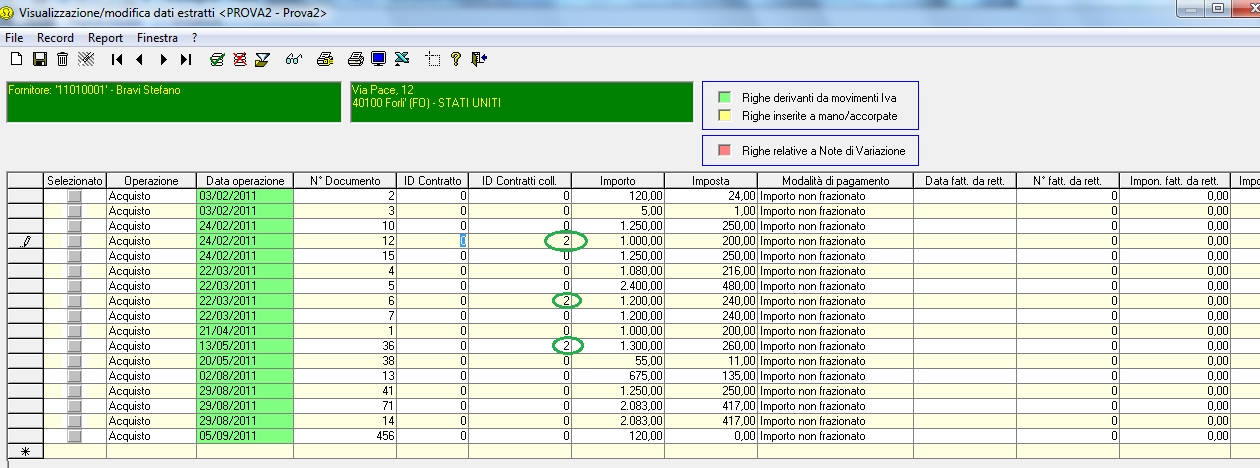 Visualizzazione/modifica dati estratti <PROVA2 - Prova2>
File Record Report Finestra ?
Fornitore: '11010001' - Bravi Stefano
Via Pace, 12
40100 Forli' (FO) - STATI UNITI
Righe derivanti da movimenti Iva
Righe inserite a mano/accorpate
Righe relative a Note di Variazione
Selezionato Operazione Data operazione N° Documento ID Contratto ID Contratti coll. Importo Imposta Modalità di pagamento Data fatt. da rett. N° fatt. da rett. Impon. fatt. da rett. Impo
Acquisto 03/02/2011 2 0 0 120,00 24,00 Importo non frazionato 0 0,00
Acquisto 03/02/2011 3 0 0 5,00 1,00 Importo non frazionato 0 0,00
Acquisto 24/02/2011 10 0 0 1.250,00 250,00 Importo non frazionato 0 0,00
Acquisto 24/02/2011 12 0 2 1.000,00 200,00 Importo non frazionato 0 0,00
Acquisto 24/02/2011 15 0 0 1.250,00 250,00 Importo non frazionato 0 0,00
Acquisto 22/03/2011 4 0 0 1.080,00 216,00 Importo non frazionato 0 0,00
Acquisto 22/03/2011 5 0 0 2.400,00 480,00 Importo non frazionato 0 0,00
Acquisto 22/03/2011 6 0 2 1.200,00 240,00 Importo non frazionato 0 0,00
Acquisto 22/03/2011 7 0 0 1.200,00 240,00 Importo non frazionato 0 0,00
Acquisto 21/04/2011 1 0 0 1.000,00 200,00 Importo non frazionato 0 0,00
Acquisto 13/05/2011 36 0 2 1.300,00 260,00 Importo non frazionato 0 0,00
Acquisto 20/05/2011 38 0 0 55,00 11,00 Importo non frazionato 0 0,00
Acquisto 02/08/2011 13 0 0 675,00 135,00 Importo non frazionato 0 0,00
Acquisto 29/08/2011 41 0 0 1.250,00 250,00 Importo non frazionato 0 0,00
Acquisto 29/08/2011 71 0 0 2.083,00 417,00 Importo non frazionato 0 0,00
Acquisto 29/08/2011 14 0 0 2.083,00 417,00 Importo non frazionato 0 0,00
Acquisto 05/09/2011 456 0 0 120,00 0,00 Importo non frazionato 0 0,00